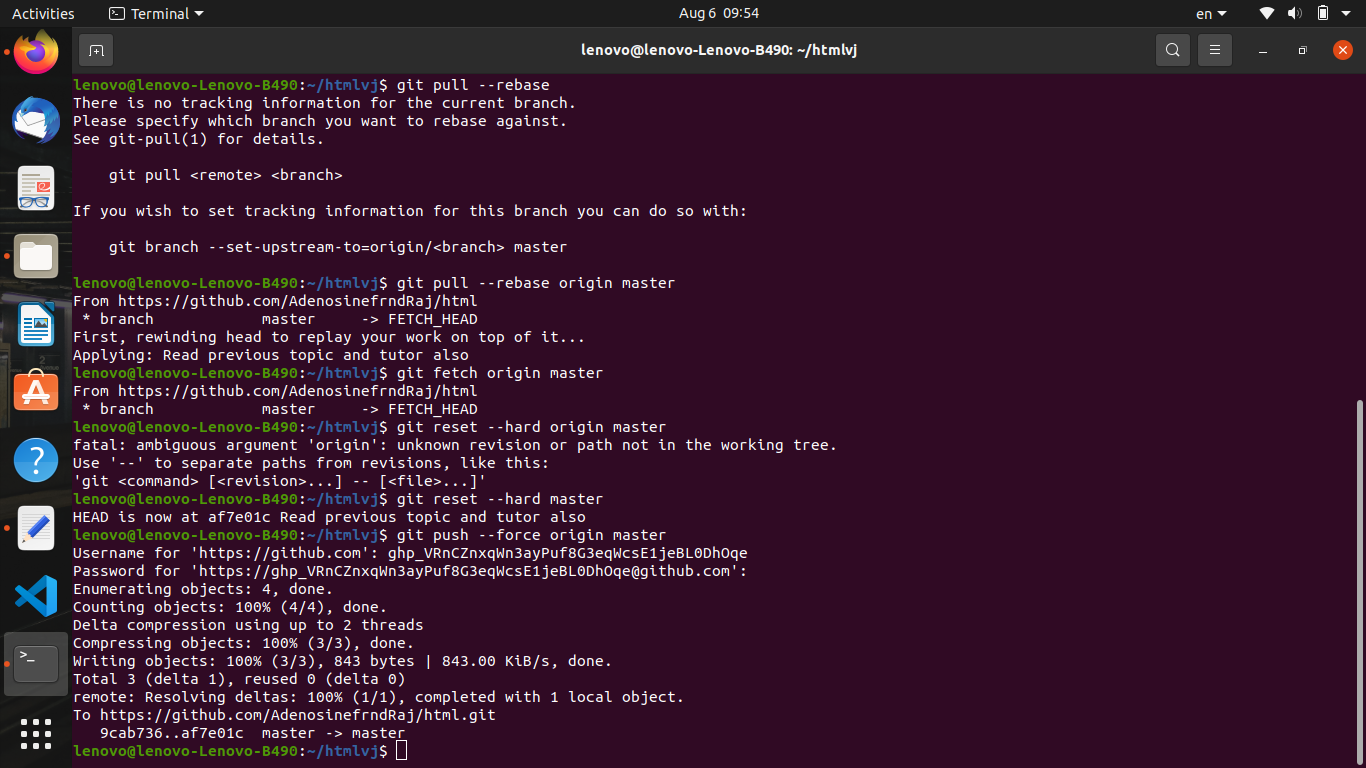 Activities Terminal Aug 6 09:54 en
lenovo@lenovo-Lenovo-B490: ~/htmlvj
lenovo@lenovo-Lenovo-B490:~/htmlvj$ git pull --rebase
There is no tracking information for the current branch.
Please specify which branch you want to rebase against.
See git-pull(1) for details.
git pull <remote> <branch>
If you wish to set tracking information for this branch you can do so with:
git branch --set-upstream-to=origin/<branch> master
lenovo@lenovo-Lenovo-B490:~/htmlvj$ git pull --rebase origin master
From https://github.com/AdenosinefrndRaj/html
* branch master -> FETCH_HEAD
First, rewinding head to replay your work on top of it...
Applying: Read previous topic and tutor also
lenovo@lenovo-Lenovo-B490:~/htmlvj$ git fetch origin master
From https://github.com/AdenosinefrndRaj/html
* branch master -> FETCH_HEAD
lenovo@lenovo-Lenovo-B490:~/htmlvj$ git reset --hard origin master
fatal: ambiguous argument 'origin': unknown revision or path not in the working tree.
Use '--' to separate paths from revisions, like this:
'git <command> [<revision>...] -- [<file>...]'
lenovo@lenovo-Lenovo-B490:~/htmlvj$ git reset --hard master
HEAD is now at af7e01c Read previous topic and tutor also
lenovo@lenovo-Lenovo-B490:~/htmlvj$ git push --force origin master
Username for 'https://github.com': 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
Password for 'https://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@github.com':
Enumerating objects: 4, done.
Counting objects: 100% (4/4), done.
Delta compression using up to 2 threads
Compressing objects: 100% (3/3), done.
Writing objects: 100% (3/3), 843 bytes | 843.00 KiB/s, done.
Total 3 (delta 1), reused 0 (delta 0)
remote: Resolving deltas: 100% (1/1), completed with 1 local object.
To https://github.com/AdenosinefrndRaj/html.git
9cab736..af7e01c master -> master
lenovo@lenovo-Lenovo-B490:~/htmlvj$